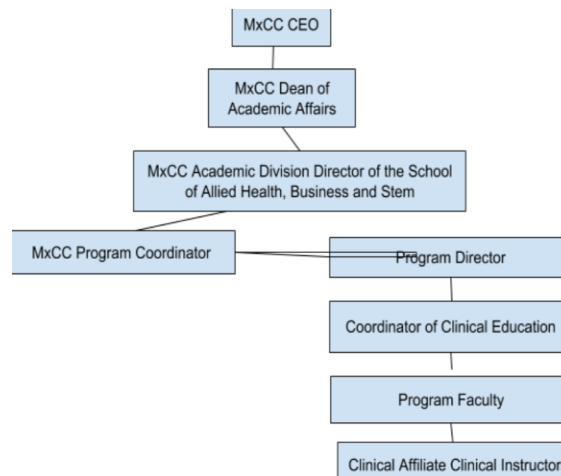 MxCC CEO
MxCC Dean of
Academic Affairs
MxCC Academic Division Director of the School
of Allied Health, Business and Stem
MxCC Program Coordinator
Program Director
Coordinator of Clinical Education
Program Faculty
Clinical Affiliate Clinical Instructor